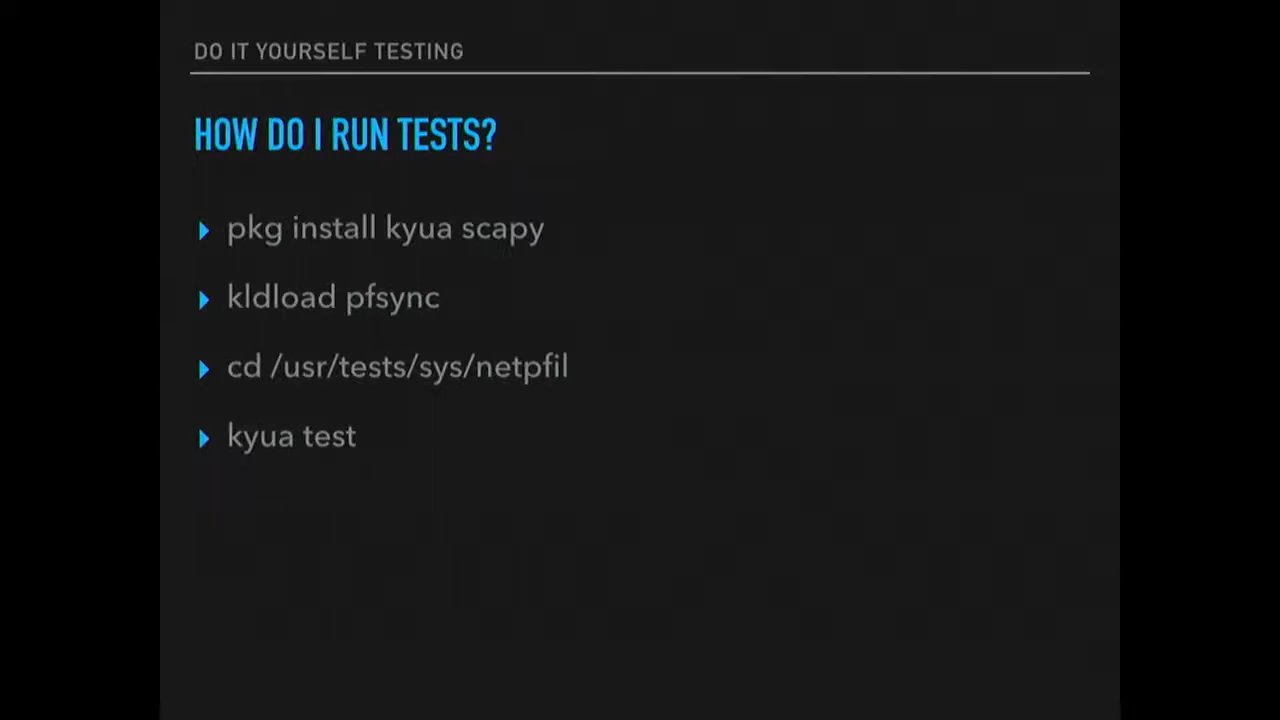 DO IT YOURSELF TESTING
HOW DO I RUN TESTS?
pkg install kyua scapy
kldload pfsync
cd /usr/tests/sys/netpfil
kyua test